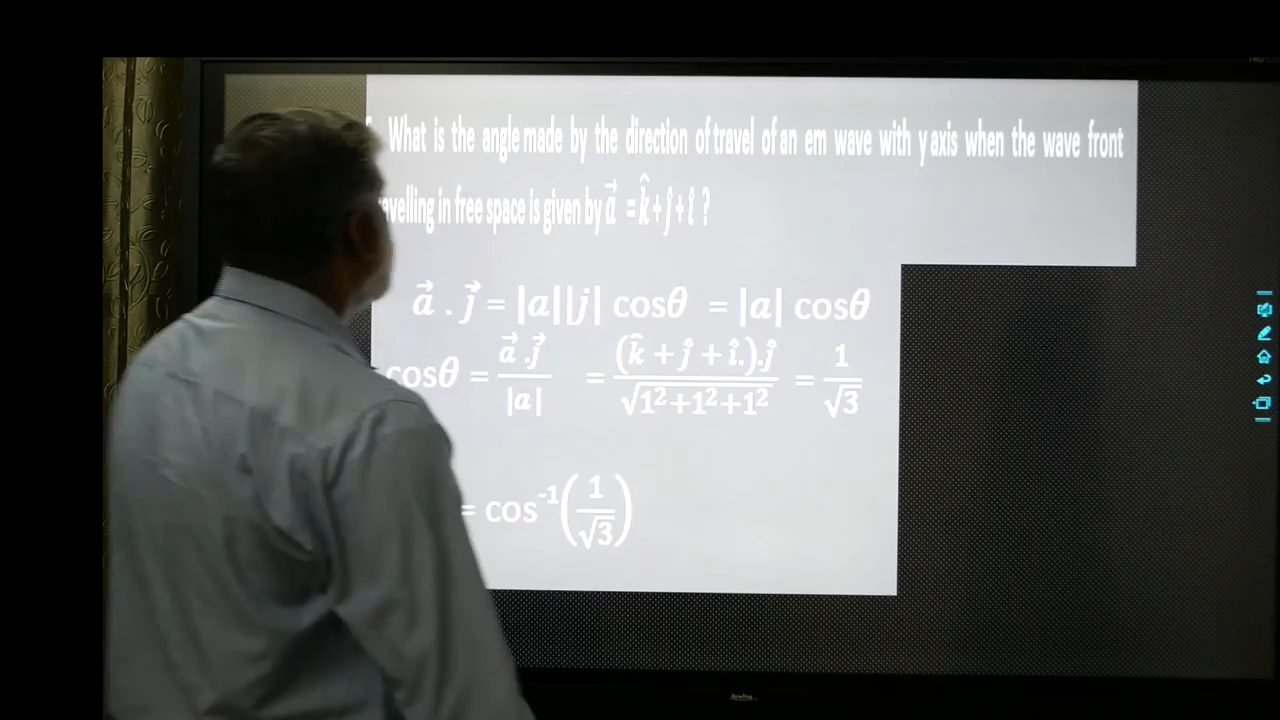 What is the angle made by the direction of travel of an em wave with y axis when the wave front
avelling in free space is given by a⃗ = k̂ + ĵ + î ?
a⃗ . j⃗ = |a||j| cosθ = |a| cosθ
cosθ = a⃗ .j⃗ / |a| = (k̂ + ĵ + î.).ĵ / √1²+1²+1² = 1/√3
= cos⁻¹(1/√3)